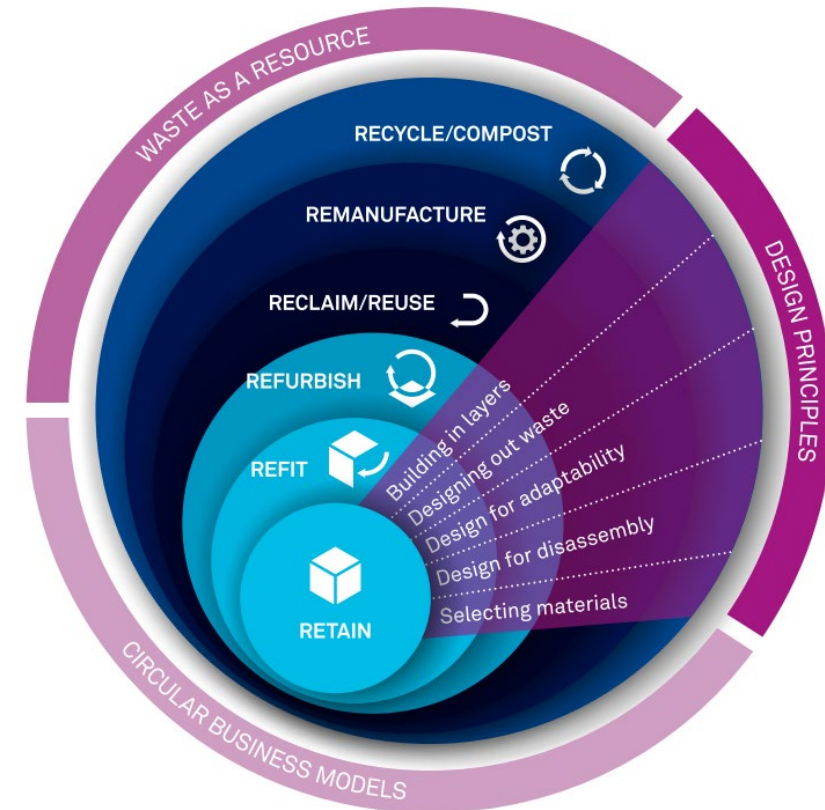 WASTE AS A RESOURCE
RECYCLE/COMPOST
REMANUFACTURE
RECLAIM/REUSE
REFURBISH
REFIT
RETAIN
DESIGN PRINCIPLES
Building in layers
Designing out waste
Design for adaptability
Design for disassembly
Selecting materials
CIRCULAR BUSINESS MODELS